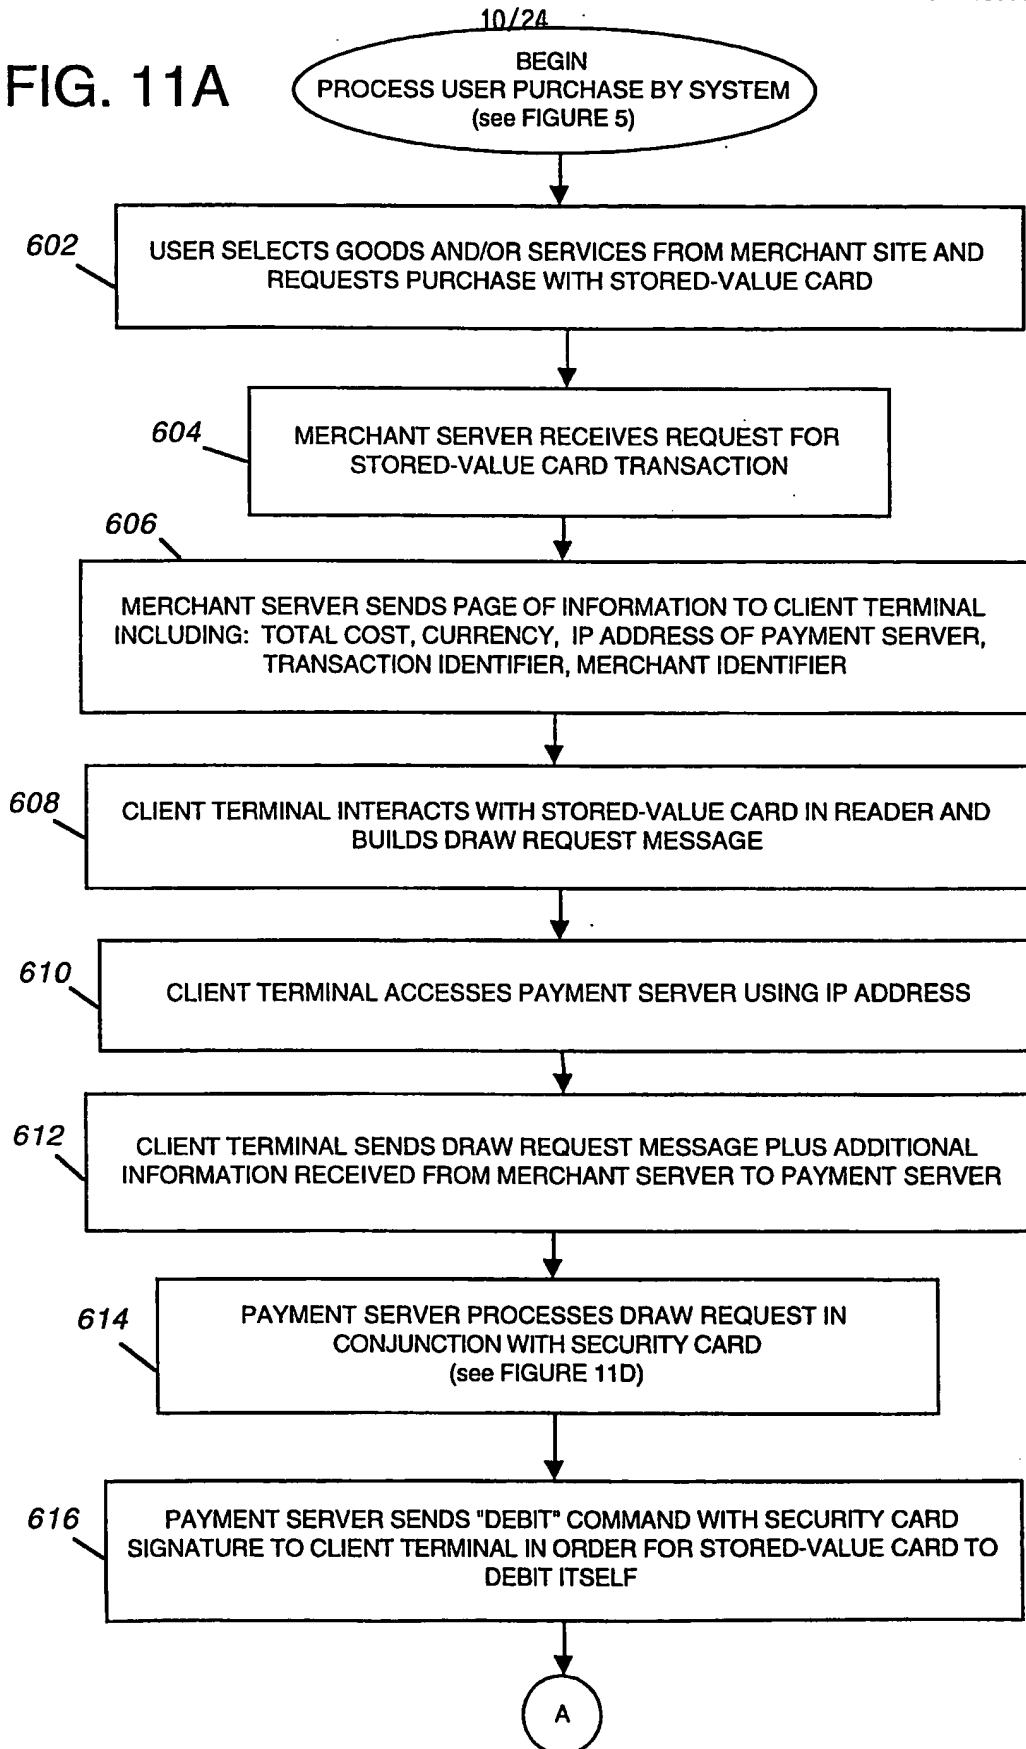 10/24
FIG. 11A
BEGIN
PROCESS USER PURCHASE BY SYSTEM
(see FIGURE 5)
602
USER SELECTS GOODS AND/OR SERVICES FROM MERCHANT SITE AND
REQUESTS PURCHASE WITH STORED-VALUE CARD
604
MERCHANT SERVER RECEIVES REQUEST FOR
STORED-VALUE CARD TRANSACTION
606
MERCHANT SERVER SENDS PAGE OF INFORMATION TO CLIENT TERMINAL
INCLUDING: TOTAL COST, CURRENCY, IP ADDRESS OF PAYMENT SERVER,
TRANSACTION IDENTIFIER, MERCHANT IDENTIFIER
608
CLIENT TERMINAL INTERACTS WITH STORED-VALUE CARD IN READER AND
BUILDS DRAW REQUEST MESSAGE
610
CLIENT TERMINAL ACCESSES PAYMENT SERVER USING IP ADDRESS
612
CLIENT TERMINAL SENDS DRAW REQUEST MESSAGE PLUS ADDITIONAL
INFORMATION RECEIVED FROM MERCHANT SERVER TO PAYMENT SERVER
614
PAYMENT SERVER PROCESSES DRAW REQUEST IN
CONJUNCTION WITH SECURITY CARD
(see FIGURE 11D)
616
PAYMENT SERVER SENDS "DEBIT" COMMAND WITH SECURITY CARD
SIGNATURE TO CLIENT TERMINAL IN ORDER FOR STORED-VALUE CARD TO
DEBIT ITSELF
A